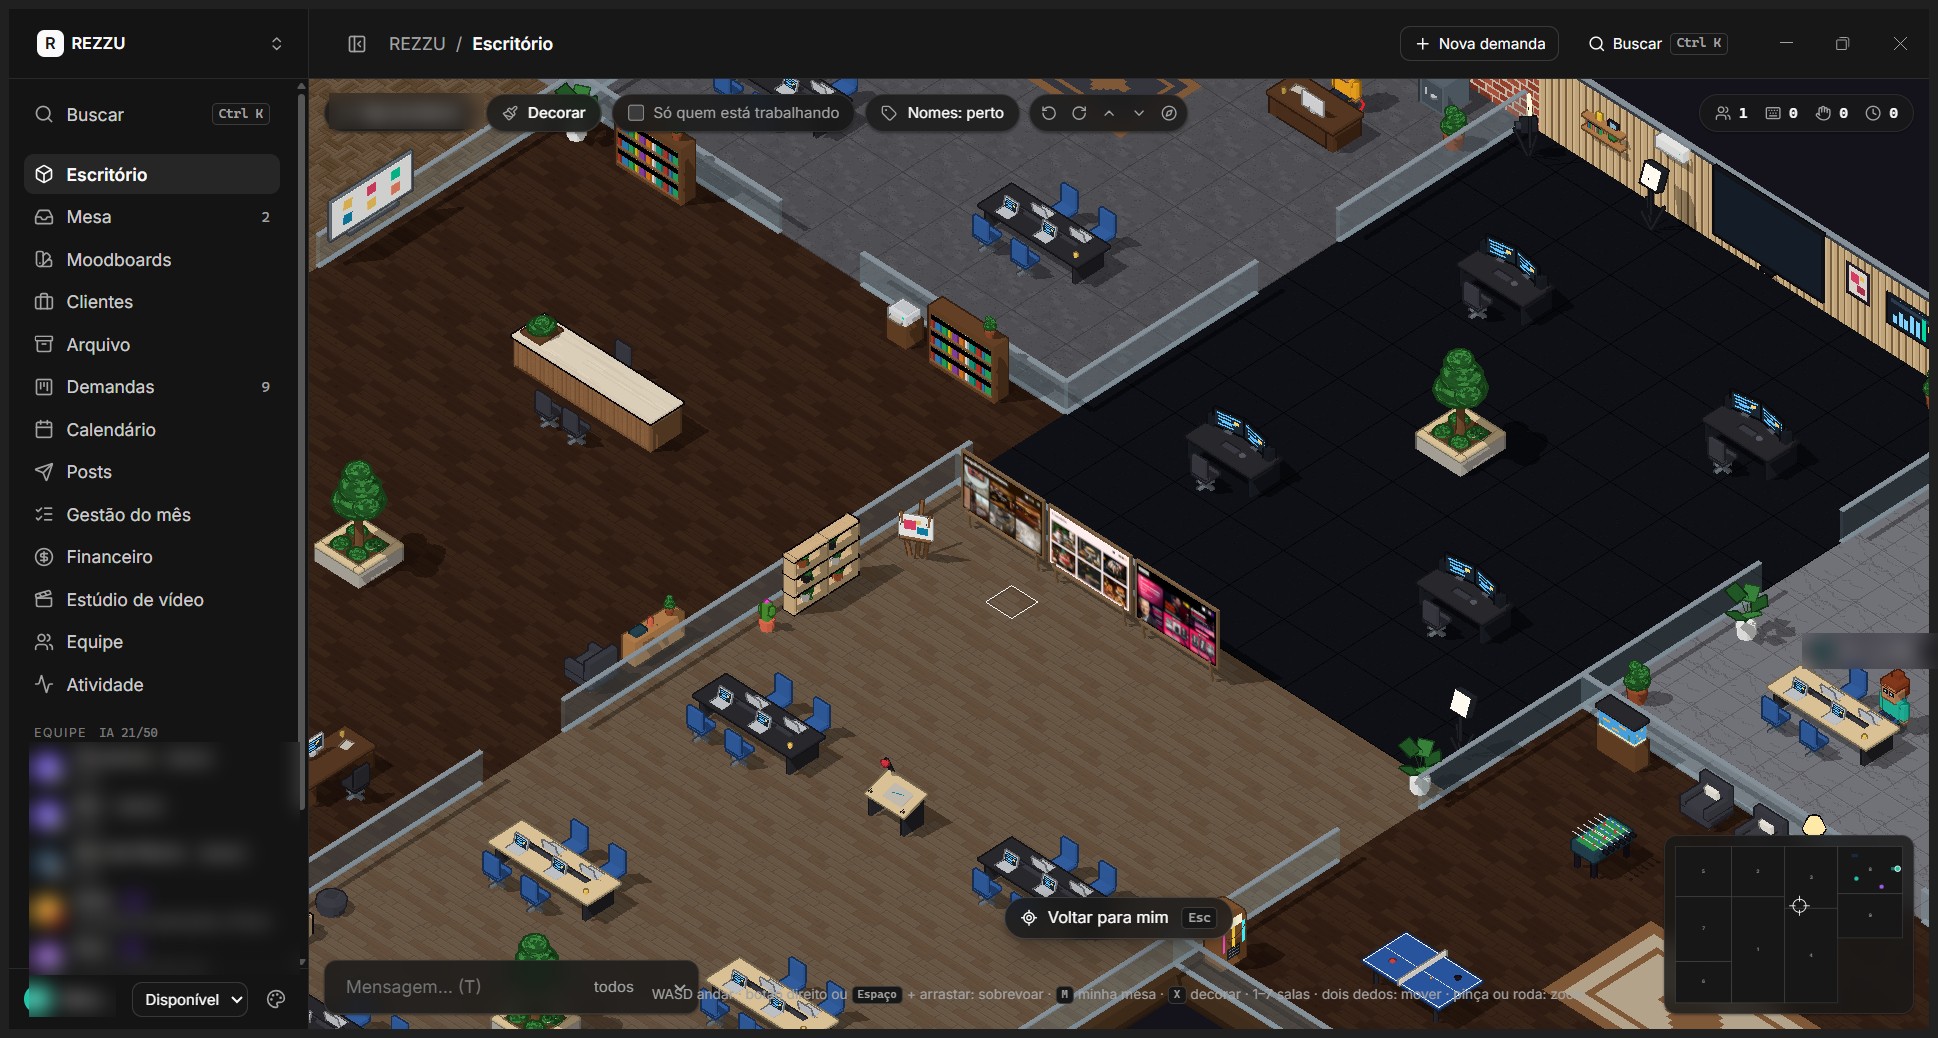 R REZZU
REZZU / Escritório
Nova demanda
Buscar Ctrl K
Buscar Ctrl K
Decorar
Só quem está trabalhando
Nomes: perto
1 0 0 0
Escritório
Mesa 2
Moodboards
Clientes
Arquivo
Demandas 9
Calendário
Posts
Gestão do mês
Financeiro
Estúdio de vídeo
Equipe
Atividade
EQUIPE IA 21/50
Voltar para mim Esc
Mensagem... (T) todos
WASD andar direito ou Espaço + arrastar: sobrevoar · M minha mesa · X decorar · 1–7 salas · dois dedos: mover · pinça ou roda:
Disponível